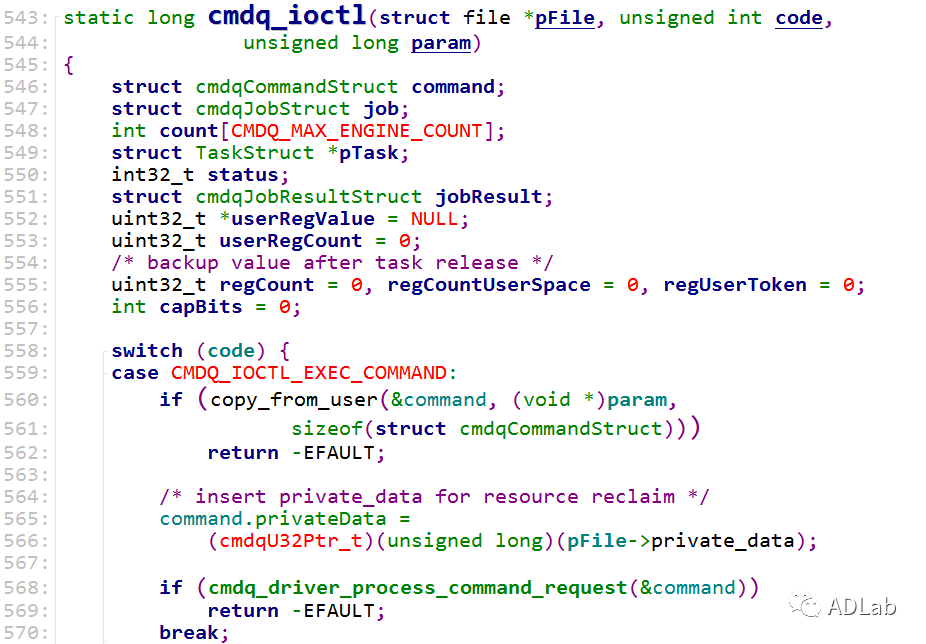 543: static long cmdq_ioctl(struct file *pFile, unsigned int code,
544:                unsigned long param)
545: {
546:     struct cmdqCommandStruct command;
547:     struct cmdqJobStruct job;
548:     int count[CMDQ_MAX_ENGINE_COUNT];
549:     struct TaskStruct *pTask;
550:     int32_t status;
551:     struct cmdqJobResultStruct jobResult;
552:     uint32_t *userRegValue = NULL;
553:     uint32_t userRegCount = 0;
554:     /* backup value after task release */
555:     uint32_t regCount = 0, regCountUserSpace = 0, regUserToken = 0;
556:     int capBits = 0;
557:
558:     switch (code) {
559:     case CMDQ_IOCTL_EXEC_COMMAND:
560:         if (copy_from_user(&command, (void *)param,
561:                    sizeof(struct cmdqCommandStruct)))
562:             return -EFAULT;
563:
564:         /* insert private_data for resource reclaim */
565:         command.privateData =
566:             (cmdqU32Ptr_t)(unsigned long)(pFile->private_data);
567:
568:         if (cmdq_driver_process_command_request(&command))
569:             return -EFAULT;
570:         break;
ADLab